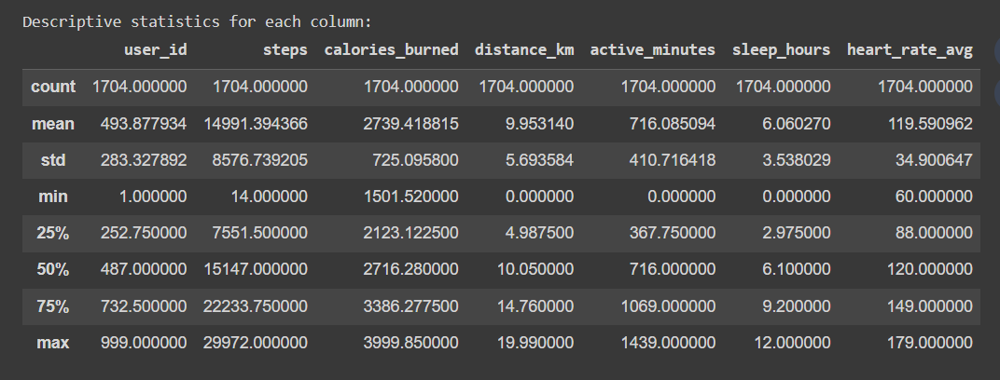 Descriptive statistics for each column:
user_id steps calories_burned distance_km active_minutes sleep_hours heart_rate_avg
count 1704.000000 1704.000000 1704.000000 1704.000000 1704.000000 1704.000000 1704.000000
mean 493.877934 14991.394366 2739.418815 9.953140 716.085094 6.060270 119.590962
std 283.327892 8576.739205 725.095800 5.693584 410.716418 3.538029 34.900647
min 1.000000 14.000000 1501.520000 0.000000 0.000000 0.000000 60.000000
25% 252.750000 7551.500000 2123.122500 4.987500 367.750000 2.975000 88.000000
50% 487.000000 15147.000000 2716.280000 10.050000 716.000000 6.100000 120.000000
75% 732.500000 22233.750000 3386.277500 14.760000 1069.000000 9.200000 149.000000
max 999.000000 29972.000000 3999.850000 19.990000 1439.000000 12.000000 179.000000